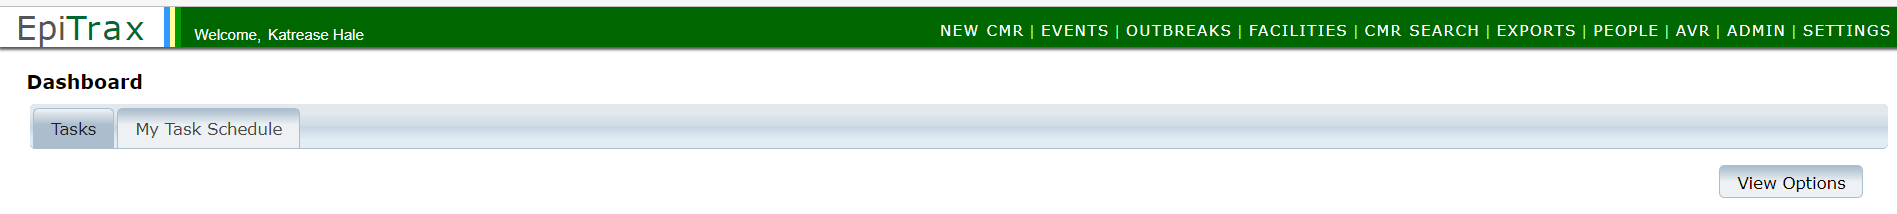 EpiTrax Welcome, Katrease Hale NEW CMR | EVENTS | OUTBREAKS | FACILITIES | CMR SEARCH | EXPORTS | PEOPLE | AVR | ADMIN | SETTINGS
Dashboard
Tasks My Task Schedule
View Options